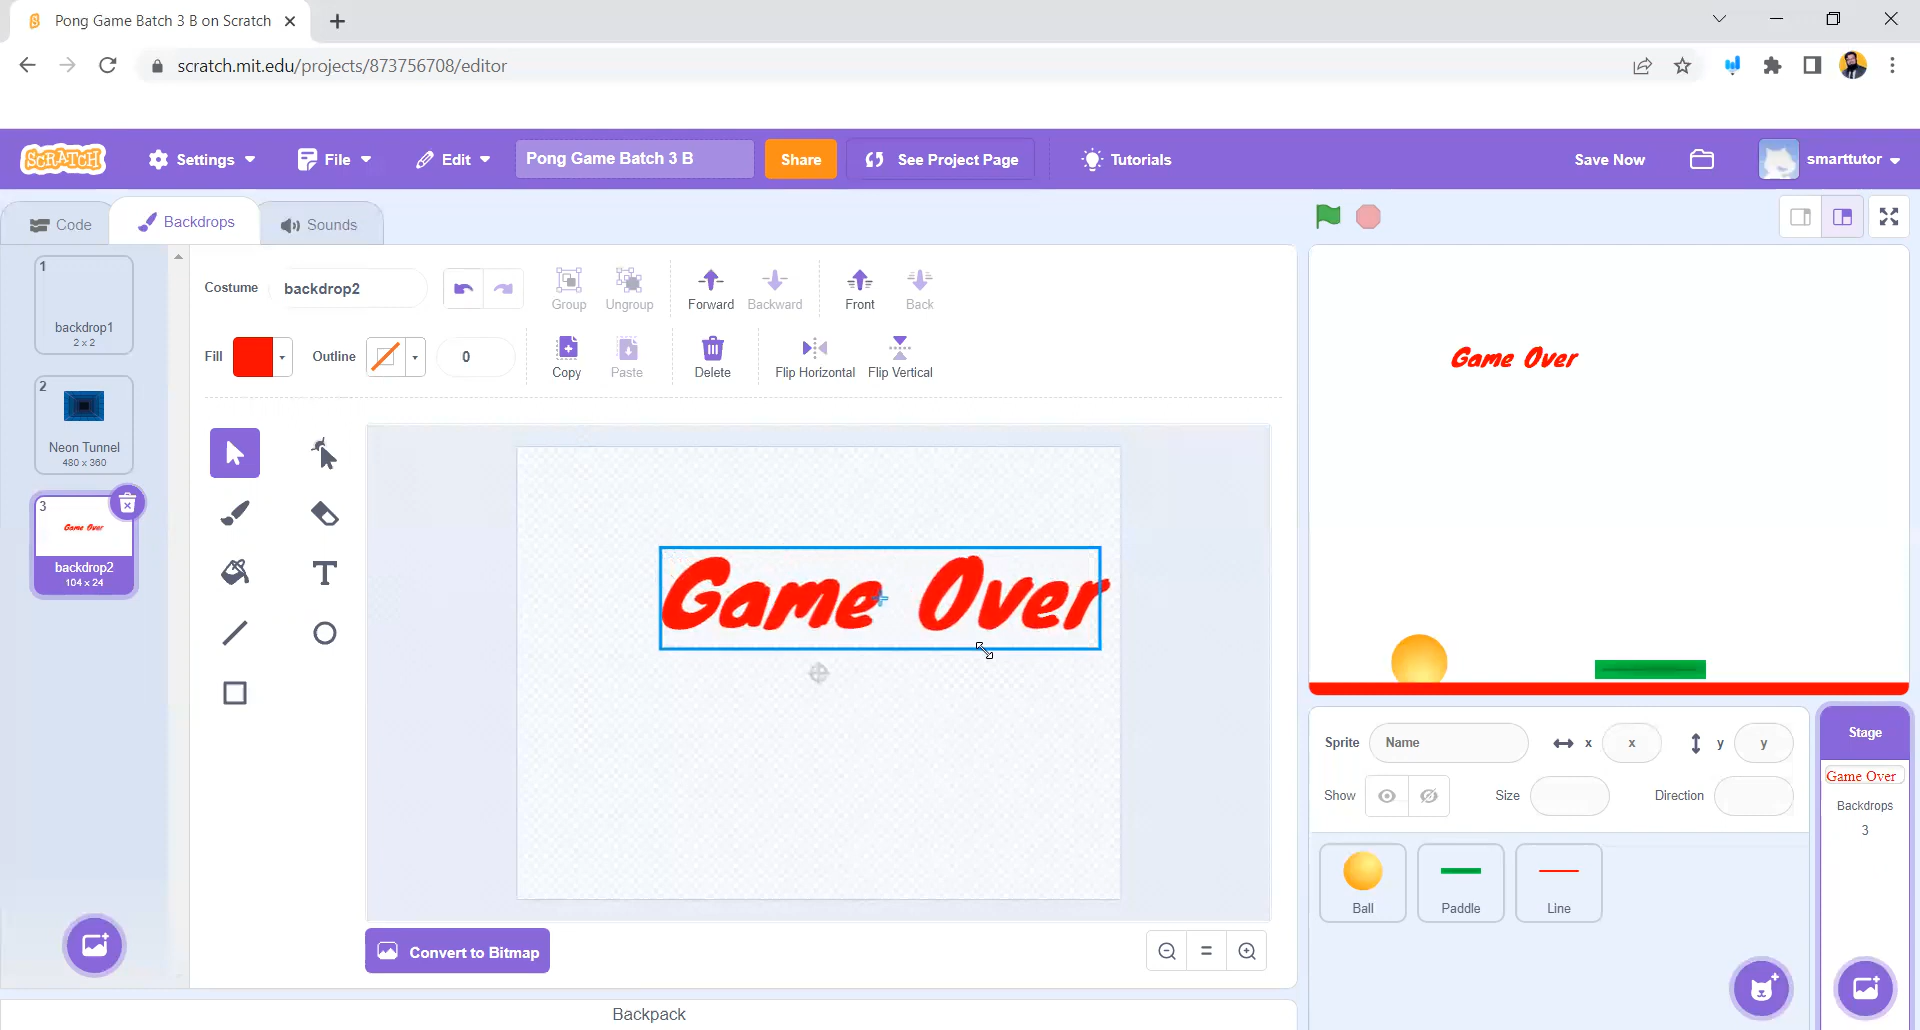 Pong Game Batch 3 B on Scratch
scratch.mit.edu/projects/873756708/editor
SCRATCH
Settings
File
Edit
Pong Game Batch 3 B
Share
See Project Page
Tutorials
Save Now
smarttutor
Code
Backdrops
Sounds
1
backdrop1
2 x 2
2
Neon Tunnel
480 x 360
3
Game Over
backdrop2
104 x 24
Costume
backdrop2
Group
Ungroup
Forward
Backward
Front
Back
Fill
Outline
0
Copy
Paste
Delete
Flip Horizontal
Flip Vertical
T
Game Over
Convert to Bitmap
Backpack
Game Over
Sprite
Name
x
x
y
y
Show
Size
Direction
Ball
Paddle
Line
Stage
Game Over
Backdrops
3